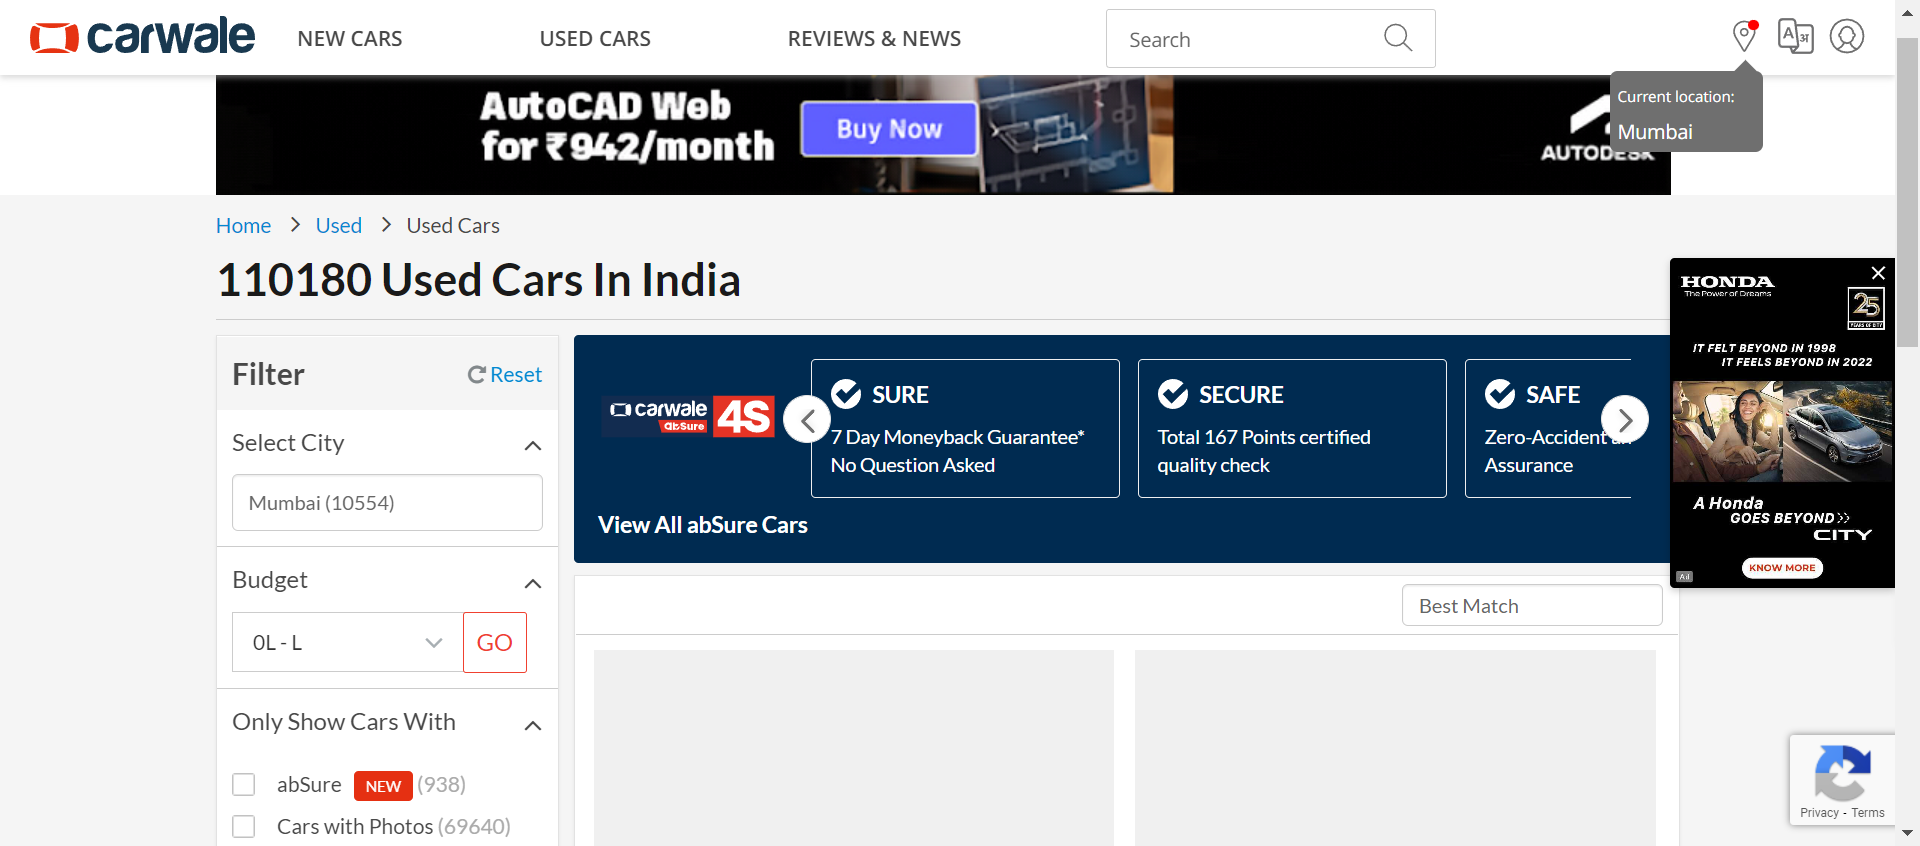 carwale
NEW CARS
USED CARS
REVIEWS & NEWS
Search
Current location:
Mumbai
AutoCAD Web
for ₹942/month
Buy Now
AUTODESK
Home
Used
Used Cars
110180 Used Cars In India
Filter
Reset
Select City
Mumbai (10554)
Budget
0L - L
GO
Only Show Cars With
abSure NEW (938)
Cars with Photos (69640)
carwale
abSure
4S
SURE
7 Day Moneyback Guarantee*
No Question Asked
SECURE
Total 167 Points certified
quality check
SAFE
Zero-Accident
Assurance
View All abSure Cars
Best Match
HONDA
The Power of Dreams
25
YEARS OF CITY
IT FELT BEYOND IN 1998
IT FEELS BEYOND IN 2022
A Honda
GOES BEYOND
CITY
KNOW MORE
Ad
Privacy - Terms